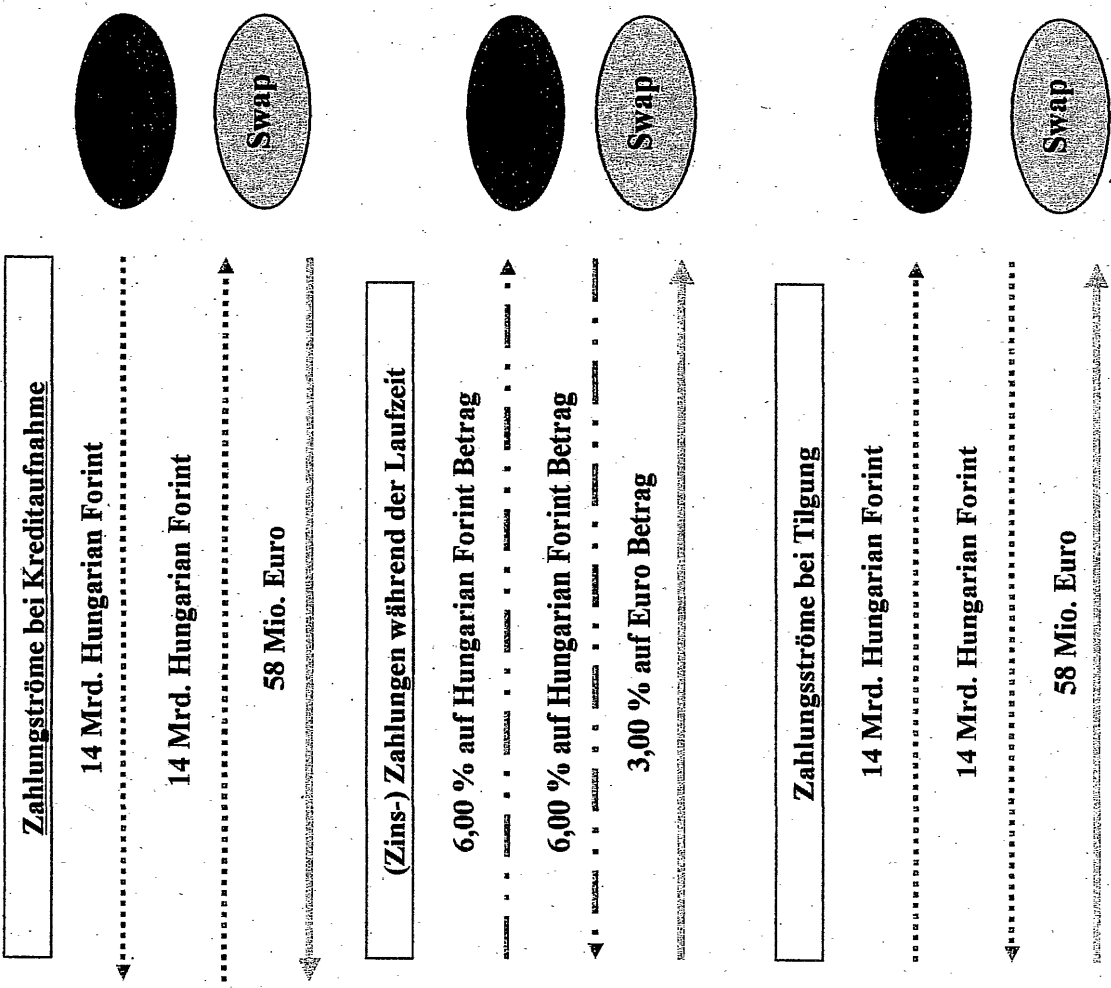 Zahlungströme bei Kreditaufnahme
14 Mrd. Hungarian Forint
14 Mrd. Hungarian Forint
58 Mio. Euro
Swap
(Zins-) Zahlungen während der Laufzeit
6,00 % auf Hungarian Forint Betrag
6,00 % auf Hungarian Forint Betrag
3,00 % auf Euro Betrag
Swap
Zahlungsströme bei Tilgung
14 Mrd. Hungarian Forint
14 Mrd. Hungarian Forint
58 Mio. Euro
Swap